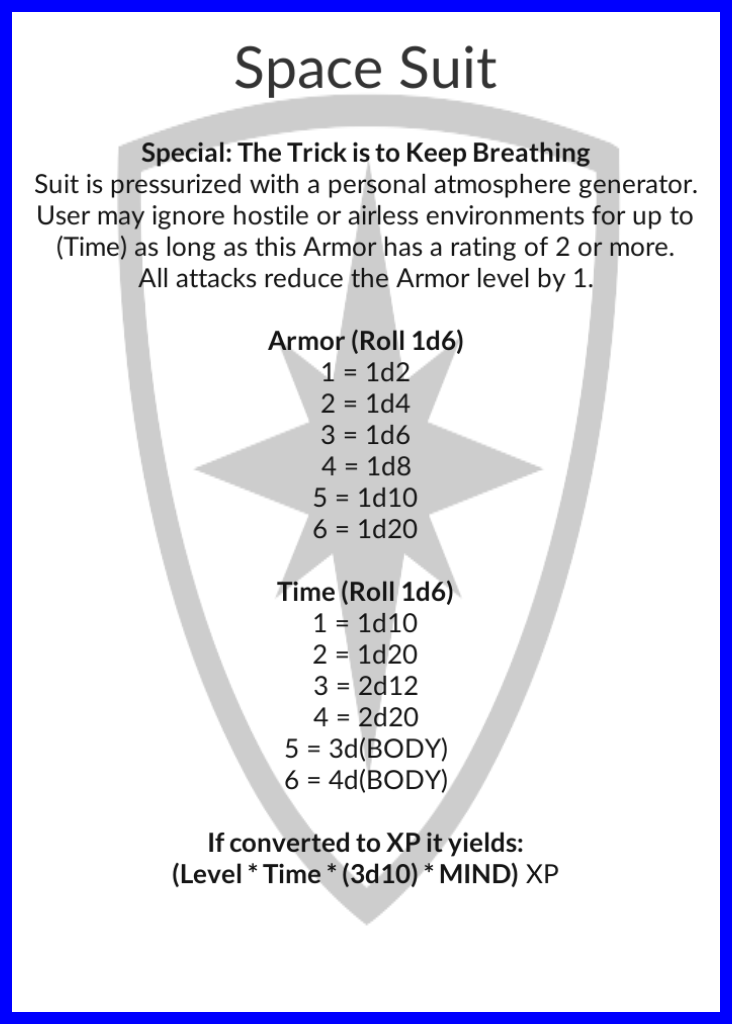 Space Suit
Special: The Trick is to Keep Breathing
Suit is pressurized with a personal atmosphere generator.
User may ignore hostile or airless environments for up to
(Time) as long as this Armor has a rating of 2 or more.
All attacks reduce the Armor level by 1.
Armor (Roll 1d6)
1 = 1d2
2 = 1d4
3 = 1d6
4 = 1d8
5 = 1d10
6 = 1d20
Time (Roll 1d6)
1 = 1d10
2 = 1d20
3 = 2d12
4 = 2d20
5 = 3d(BODY)
6 = 4d(BODY)
If converted to XP it yields:
(Level * Time * (3d10) * MIND) XP